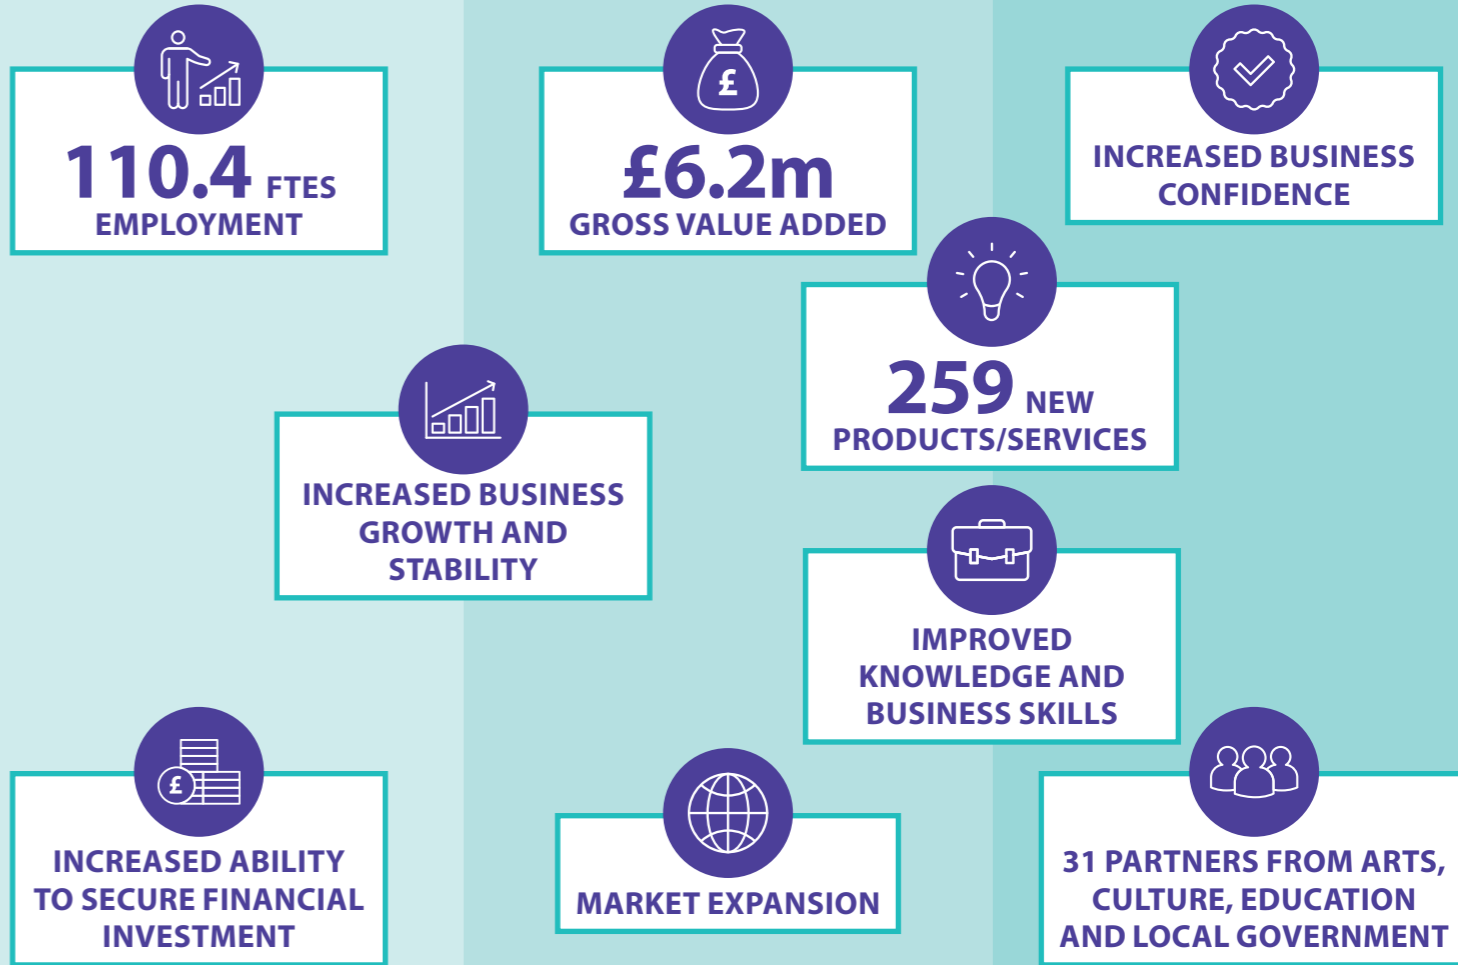 110.4 FTES
EMPLOYMENT
£
£6.2m
GROSS VALUE ADDED
INCREASED BUSINESS
CONFIDENCE
259 NEW
PRODUCTS/SERVICES
INCREASED BUSINESS
GROWTH AND
STABILITY
IMPROVED
KNOWLEDGE AND
BUSINESS SKILLS
£
INCREASED ABILITY
TO SECURE FINANCIAL
INVESTMENT
MARKET EXPANSION
31 PARTNERS FROM ARTS,
CULTURE, EDUCATION
AND LOCAL GOVERNMENT